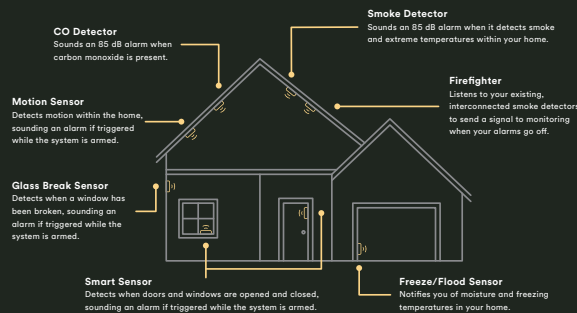 CO Detector
Sounds an 85 dB alarm when
carbon monoxide is present.
Smoke Detector
Sounds an 85 dB alarm when it detects smoke
and extreme temperatures within your home.
Motion Sensor
Detects motion within the home,
sounding an alarm if triggered
while the system is armed.
Firefighter
Listens to your existing,
interconnected smoke detectors
to send a signal to monitoring
when your alarms go off.
Glass Break Sensor
Detects when a window has
been broken, sounding an
alarm if triggered while the
system is armed.
Smart Sensor
Detects when doors and windows are opened and closed,
sounding an alarm if triggered while the system is armed.
Freeze/Flood Sensor
Notifies you of moisture and freezing
temperatures in your home.